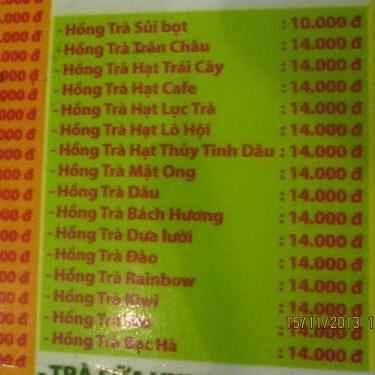 - Hồng Trà Sủi bọt : 10.000 đ
- Hồng Trà Trân Châu : 14.000 đ
- Hồng Trà Hạt Trái Cây : 14.000 đ
- Hồng Trà Hạt Cafe : 14.000 đ
- Hồng Trà Hạt Lục Trà : 14.000 đ
- Hồng Trà Hạt Lô Hội : 14.000 đ
- Hồng Trà Hạt Thủy Tinh Dâu : 14.000 đ
- Hồng Trà Mật Ong : 14.000 đ
- Hồng Trà Dâu : 14.000 đ
- Hồng Trà Bách Hương : 14.000 đ
- Hồng Trà Dưa lưới : 14.000 đ
- Hồng Trà Đào : 14.000 đ
- Hồng Trà Rainbow : 14.000 đ
- Hồng Trà Kiwi
- Hồng Trà : 14.000 đ
- Hồng Trà Bạc Hà : 14.000 đ
15/11/2013
- TRÀ